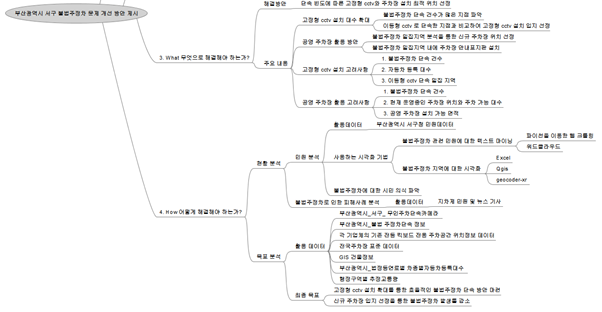 부산광역시 서구 불법주정차 문제 개선 방안 제시
3. What 무엇으로 해결해야 하는가?
해결방안
단속 빈도에 따른 고정형 cctv와 주차장 설치 최적 위치 선정
주요 내용
고정형 cctv 설치 대수 확대
불법주정차 단속 건수가 많은 지점 파악
이동형 cctv로 단속한 지점과 비교하여 고정형 cctv 설치 입지 선정
공영 주차장 활용 방안
불법주정차 밀집지역 분석을 통한 신규 주차장 위치 선정
불법주정차 밀집지역 내에 주차장 안내표지판 설치
고정형 cctv 설치 고려사항
1. 불법주정차 단속 건수
2. 자동차 등록 대수
3. 이동형 cctv 단속 밀집 지역
공영 주차장 활용 고려사항
1. 불법주정차 단속 건수
2. 현재 운영중인 주차장 위치와 주차 가능 대수
3. 공영 주차장 설치 가능 면적
4. How 어떻게 해결해야 하는가?
현황 분석
민원 분석
활용데이터
부산광역시 서구청 민원데이터
사용하는 시각화 기법
불법주정차 관련 민원에 대한 텍스트 마이닝
파이썬을 이용한 웹 크롤링
워드클라우드
불법주정차 지역에 대한 시각화
Excel
Qgis
geocoder-xr
불법주정차에 대한 시민 의식 파악
불법주정차로 인한 피해사례 분석
활용데이터
지차체 민원 및 뉴스 기사
목표 분석
활용 데이터
부산광역시_서구_무인주차단속카메라
부산광역시_불법 주정차단속 정보
각 기업체의 기존 전동 킥보드 전용 주차공간 위치정보 데이터
전국주차장 표준 데이터
GIS 건물정보
부산광역시_법정동연료별 차종별자동차등록대수
행정구역별 추정교통량
최종 목표
고정형 cctv 설치 확대를 통한 효율적인 불법주정차 단속 방안 마련
신규 주차장 입지 선정을 통한 불법주정차 발생률 감소